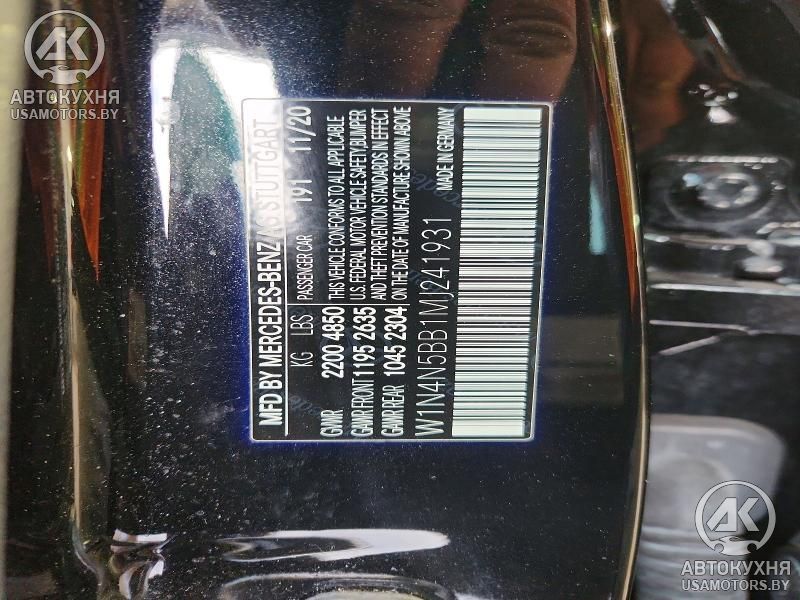 АВТОКУХНЯ
USAMOTORS.BY
MFD BY MERCEDES-BENZ AG STUTTGART
KG LBS PASSENGER CAR 191 11/20
GVWR 2200 4850 THIS VEHICLE CONFORMS TO ALL APPLICABLE
GAWR FRONT 1195 2635 U.S. FEDERAL MOTOR VEHICLE SAFETY, BUMPER
GAWR REAR 1045 2304 AND THEFT PREVENTION STANDARDS IN EFFECT
ON DATE OF MANUFACTURE SHOWN ABOVE
W1N4N5BB1MJ241931 MADE IN GERMANY
АВТОКУХНЯ
USAMOTORS.BY